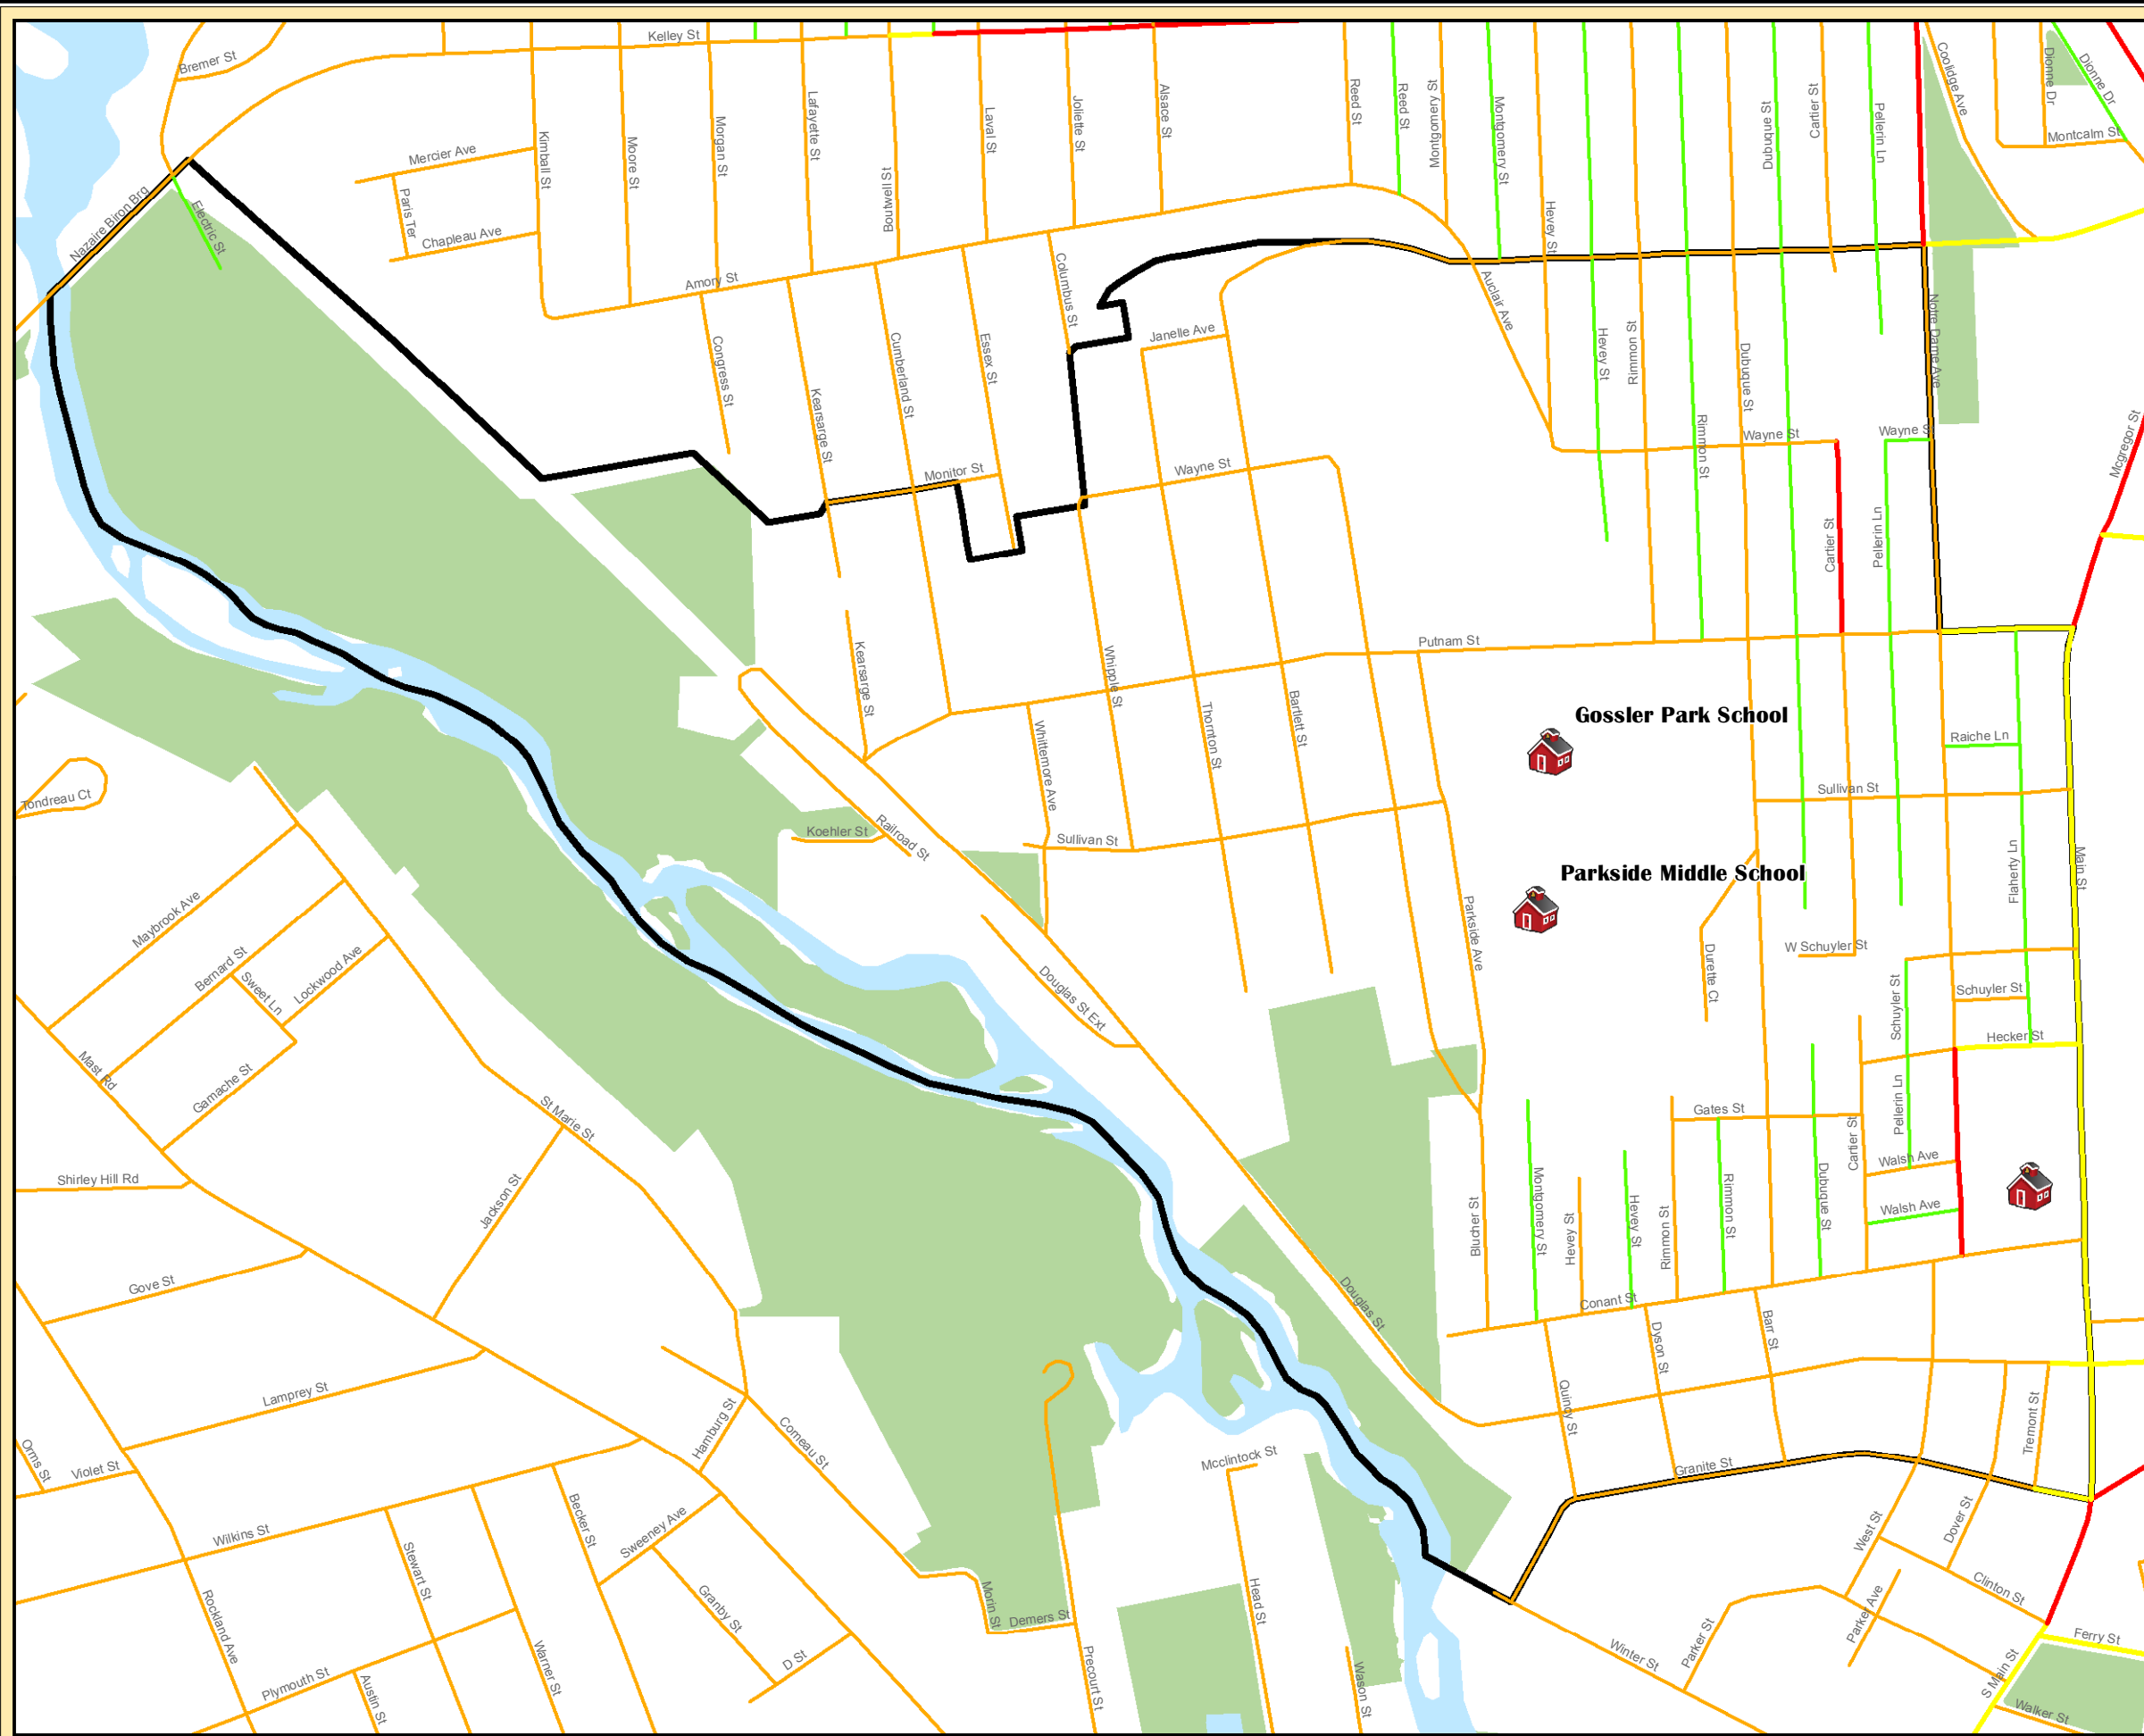 Kelley St
Bremer St
Coolidge Ave
Dionne Dr
Dionne Dr
Montcalm St
Reed St
Reed St
Montgomery St
Montgomery St
Dubuque St
Cartier St
Pellerin Ln
Lafayette St
Laval St
Joliette St
Alsace St
Kimball St
Moore St
Morgan St
Boutwell St
Mercier Ave
Paris Ter
Chapleau Ave
Nazaire Biron Brg
Electric St
Hevey St
Amory St
Columbus St
Auclair Ave
Notre Dame Ave
Janelle Ave
Congress St
Cumberland St
Essex St
Hevey St
Rimmon St
Dubuque St
Kearsarge St
Rimmon St
Wayne St
Wayne S
Mcgregor St
Monitor St
Wayne St
Cartier St
Pellerin Ln
Putnam St
Kearsarge St
Whipple St
Thornton St
Bartlett St
Gossler Park School
Raiche Ln
Whittemore Ave
Tondreau Ct
Sullivan St
Koehler St
Railroad St
Sullivan St
Flaherty Ln
Main St
Parkside Middle School
Maybrook Ave
Bernard St
Sweet Ln
Lockwood Ave
Douglas St Ext
Parkside Ave
Durette Ct
W Schuyler St
Schuyler St
Schuyler St
Hecker St
Mast Rd
Gamache St
St Marie St
Gates St
Pellerin Ln
Cartier St
Walsh Ave
Walsh Ave
Shirley Hill Rd
Jackson St
Blucher St
Montgomery St
Hevey St
Hevey St
Rimmon St
Rimmon St
Dubuque St
Gove St
Douglas St
Conant St
Dyson St
Barr St
Lamprey St
Hamburg St
Comeau St
Quincy St
Tremont St
Orms St
Violet St
Mcclintock St
Granite St
Wilkins St
Becker St
Sweeney Ave
West St
Dover St
Stewart St
Granby St
Morin St
Demers St
Head St
Clinton St
Rockland Ave
Parker Ave
Parker St
Winter St
Ferry St
D St
Warner St
Plymouth St
Austin St
Precourt St
Wason St
S Main St
Walker St